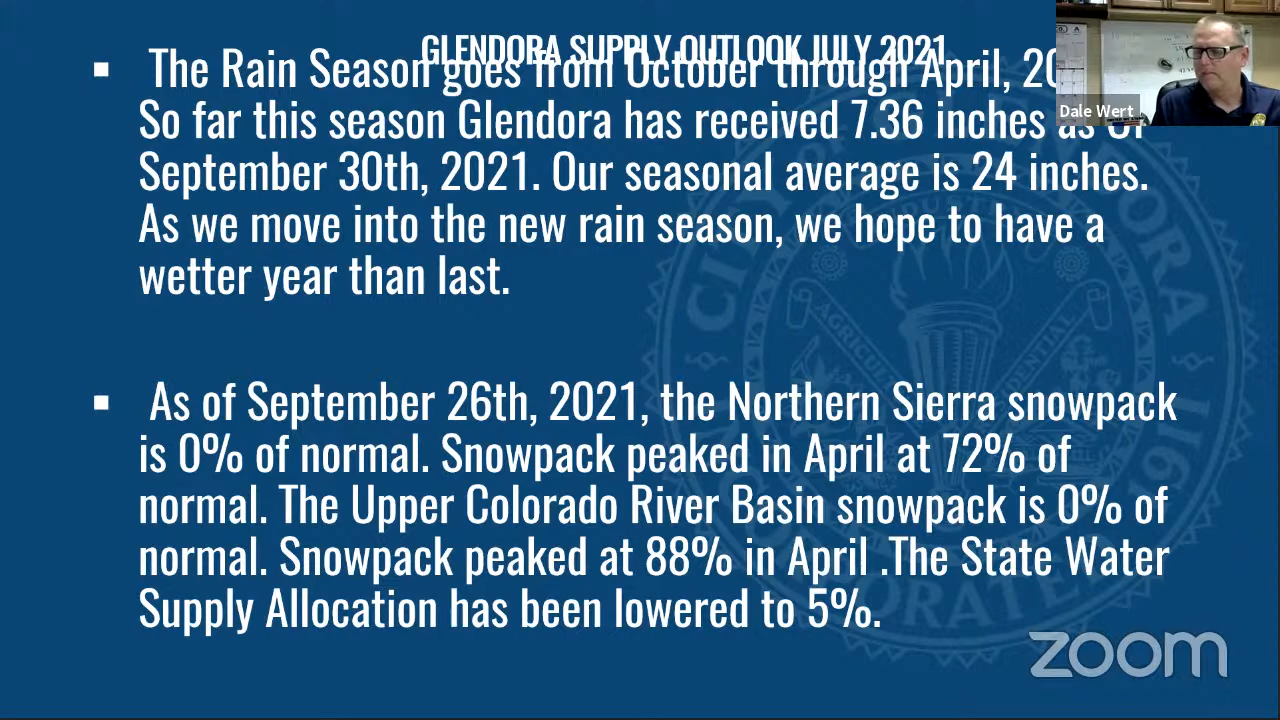 GLENDORA SUPPLY OUTLOOK JULY 2021
▪ The Rain Season goes from October through April,
So far this season Glendora has received 7.36 inches as of
September 30th, 2021. Our seasonal average is 24 inches.
As we move into the new rain season, we hope to have a
wetter year than last.
▪ As of September 26th, 2021, the Northern Sierra snowpack
is 0% of normal. Snowpack peaked in April at 72% of
normal. The Upper Colorado River Basin snowpack is 0% of
normal. Snowpack peaked at 88% in April .The State Water
Supply Allocation has been lowered to 5%.
Dale Wert
zoom